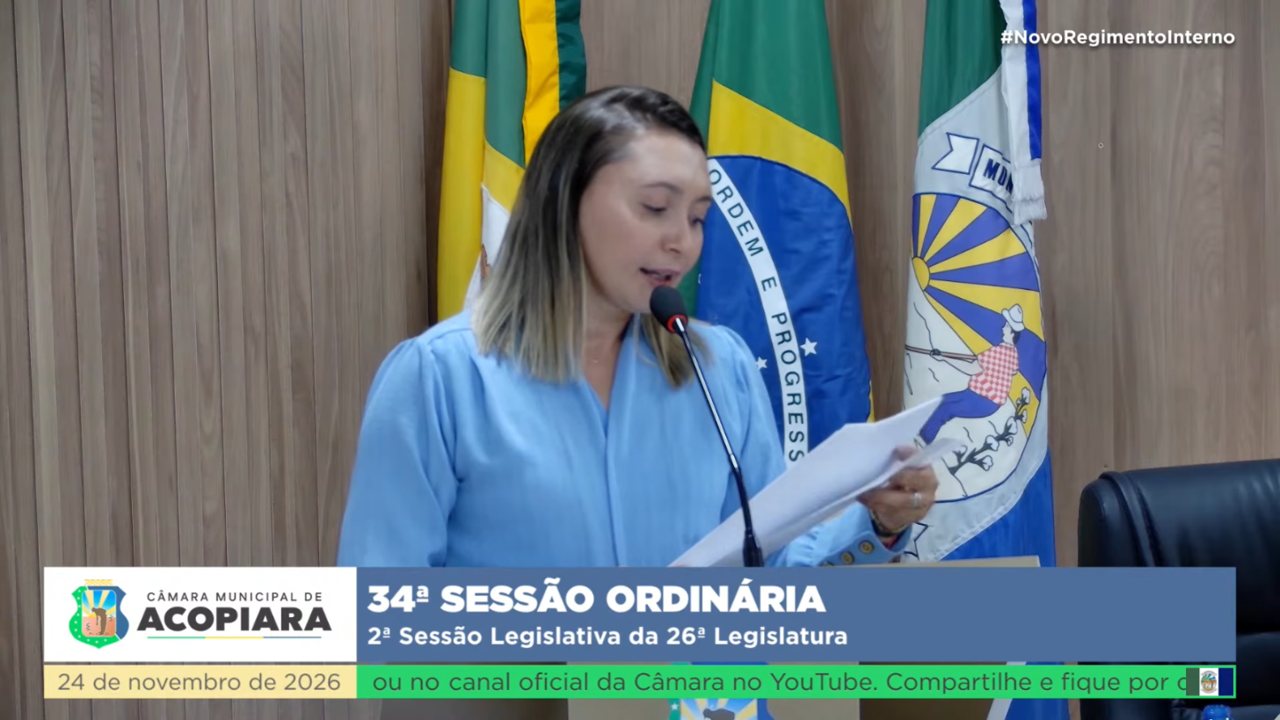 #NovoRegimentoInterno
ORDEM E PROGRESS
CÂMARA MUNICIPAL DE
ACOPIARA
34ª SESSÃO ORDINÁRIA
2ª Sessão Legislativa da 26ª Legislatura
24 de novembro de 2026
ou no canal oficial da Câmara no YouTube. Compartilhe e fique por